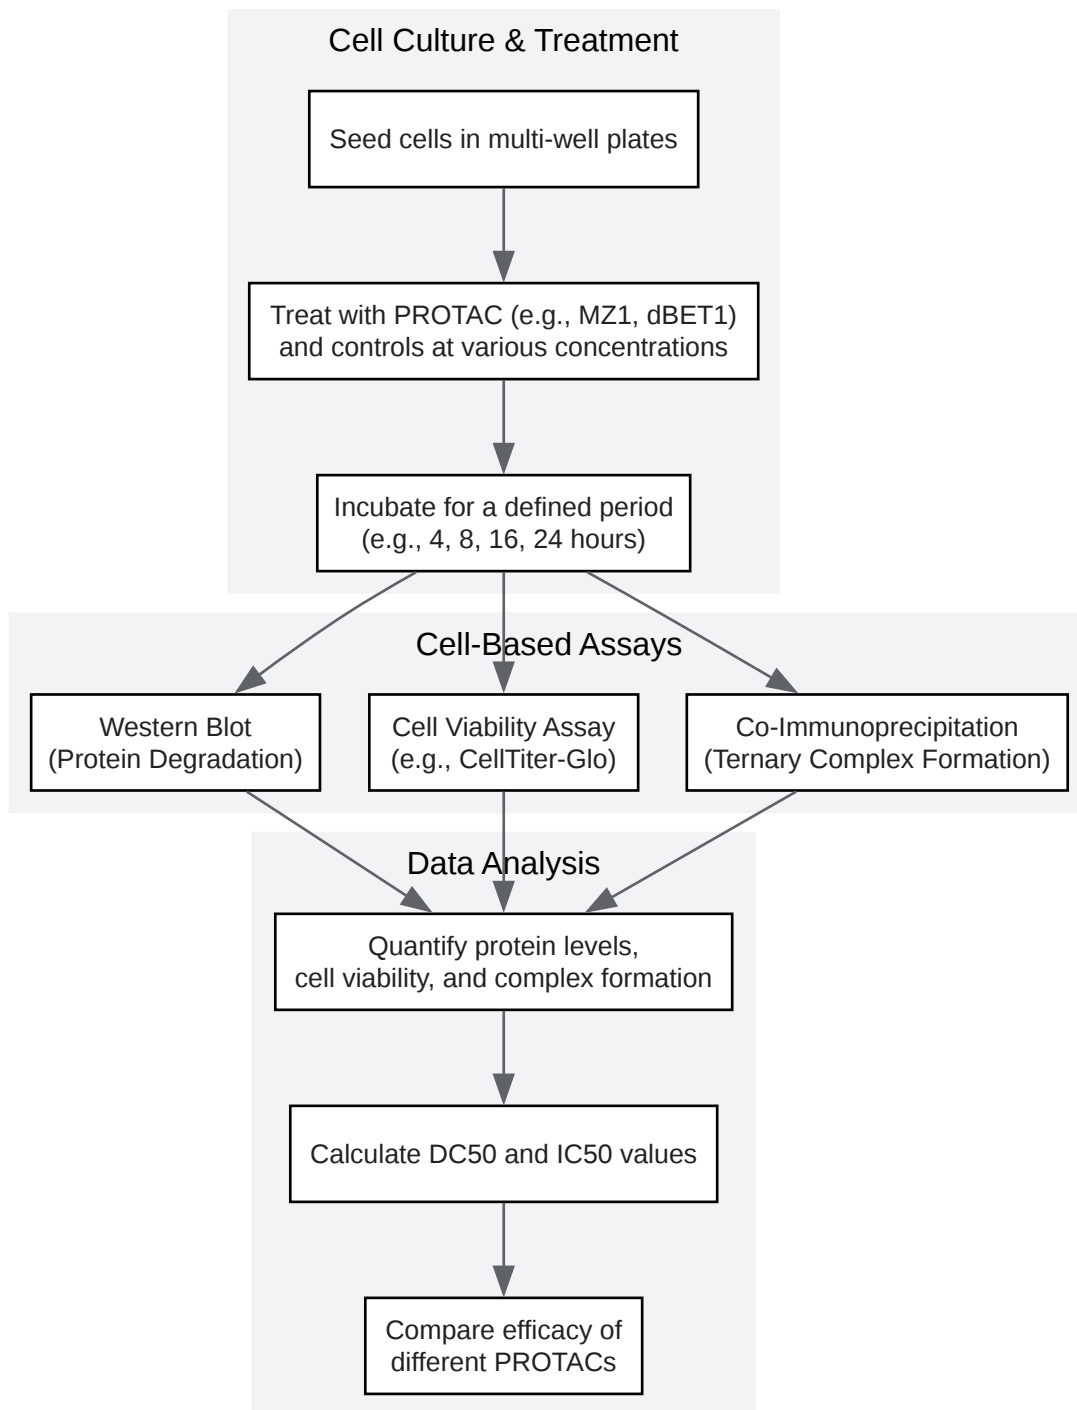 Cell Culture & Treatment
Seed cells in multi-well plates
Treat with PROTAC (e.g., MZ1, dBET1)
and controls at various concentrations
Incubate for a defined period
(e.g., 4, 8, 16, 24 hours)
Cell-Based Assays
Western Blot
(Protein Degradation)
Cell Viability Assay
(e.g., CellTiter-Glo)
Co-Immunoprecipitation
(Ternary Complex Formation)
Data Analysis
Quantify protein levels,
cell viability, and complex formation
Calculate DC50 and IC50 values
Compare efficacy of
different PROTACs